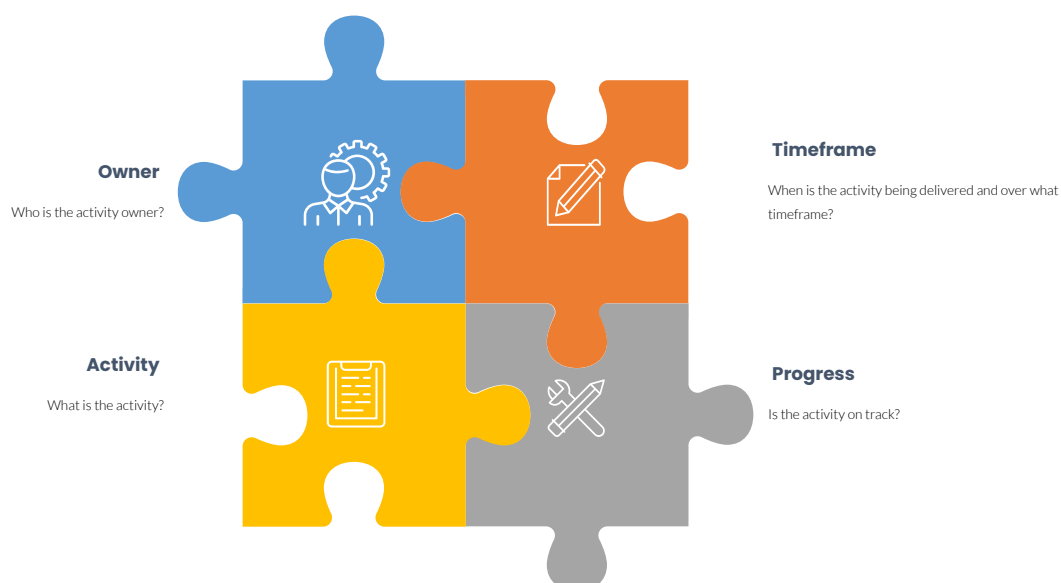 Owner
Who is the activity owner?
Timeframe
When is the activity being delivered and over what
timeframe?
Activity
What is the activity?
Progress
Is the activity on track?